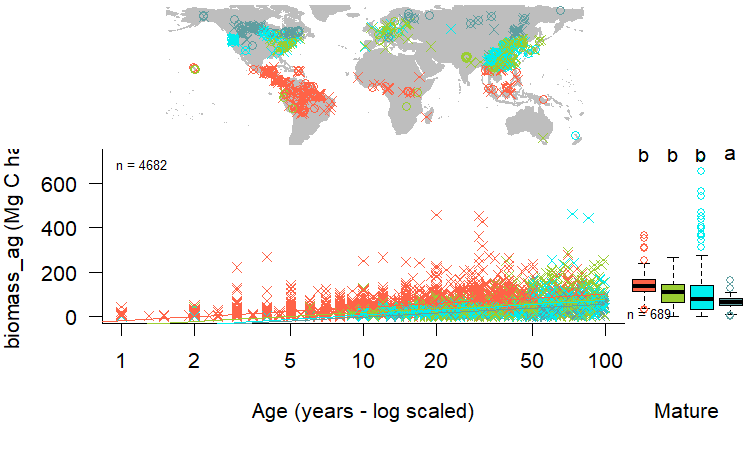 b b b a
n = 4682
biomass_ag (Mg C ha
600
400
200
0
n = 689
1 2 5 10 20 50 100
Age (years - log scaled)
Mature